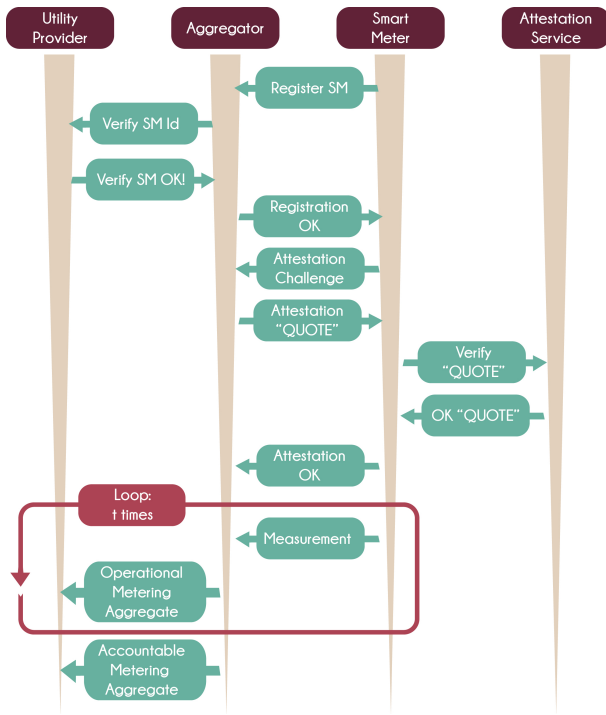 Utility
Provider
Aggregator
Smart
Meter
Attestation
Service
Register SM
Verify SM Id
Verify SM OK!
Registration
OK
Attestation
Challenge
Attestation
“QUOTE”
Verify
“QUOTE”
OK “QUOTE”
Attestation
OK
Loop:
t times
Measurement
Operational
Metering
Aggregate
Accountable
Metering
Aggregate